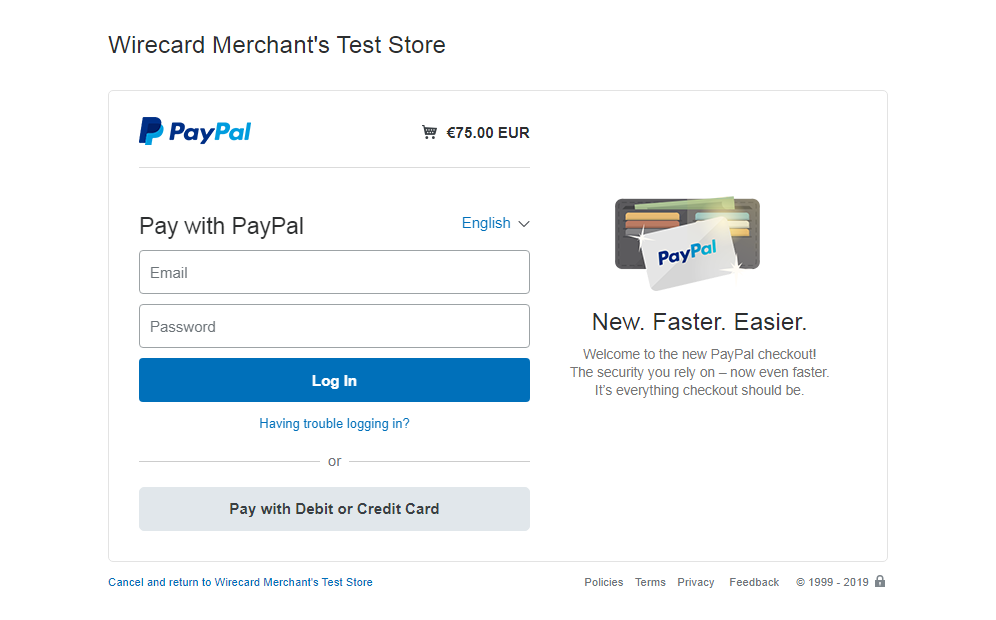 Wirecard Merchant's Test Store
PayPal
€75.00 EUR
Pay with PayPal
English
Email
Password
Log In
Having trouble logging in?
or
Pay with Debit or Credit Card
PayPal
New. Faster. Easier.
Welcome to the new PayPal checkout!
The security you rely on – now even faster.
It's everything checkout should be.
Cancel and return to Wirecard Merchant's Test Store
Policies Terms Privacy Feedback © 1999 - 2019